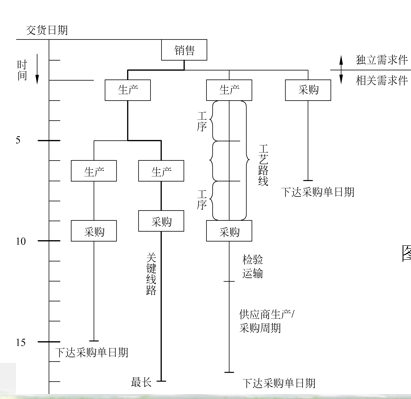 交货日期
销售
时间
独立需求件
相关需求件
生产
生产
采购
工序
5
工艺路线
生产
生产
工序
下达采购单日期
采购
采购
采购
10
关键线路
检验
运输
图
供应商生产/
采购周期
15
下达采购单日期
最长
下达采购单日期